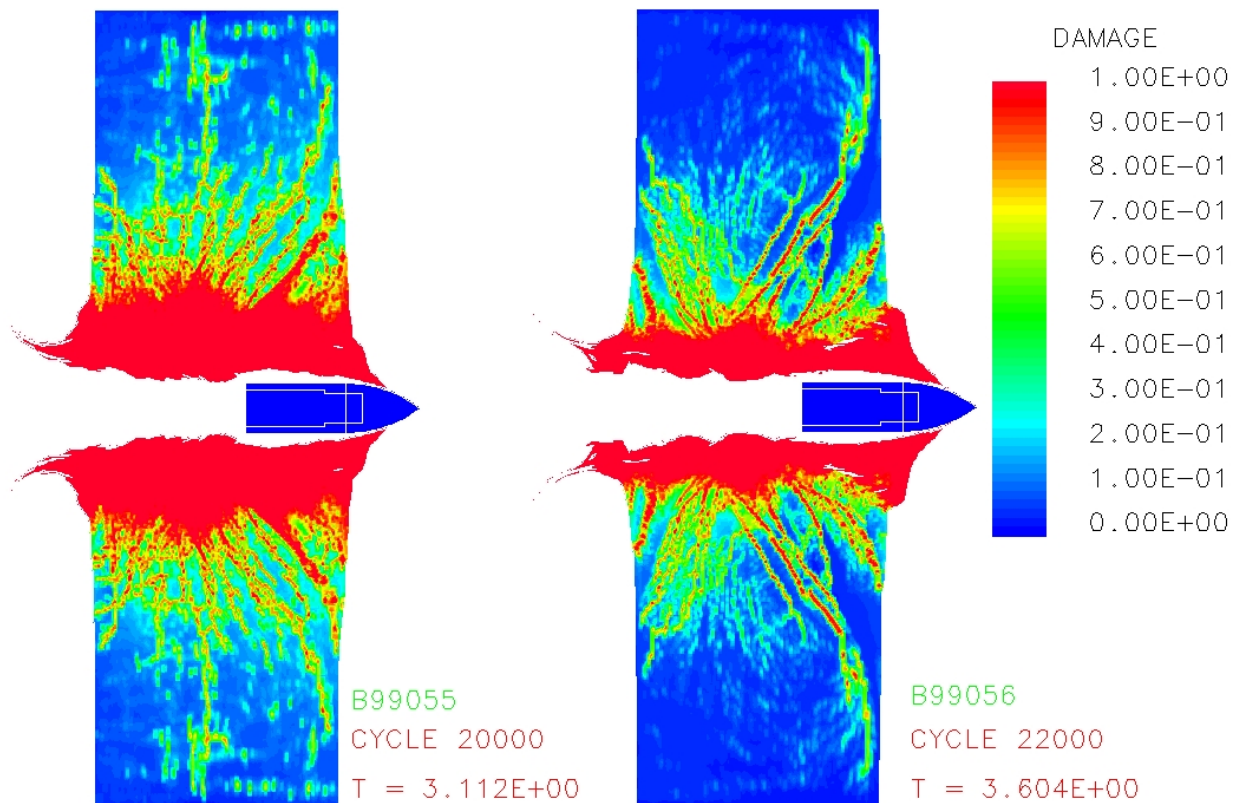 DAMAGE
1.00E+00
9.00E-01
8.00E-01
7.00E-01
6.00E-01
5.00E-01
4.00E-01
3.00E-01
2.00E-01
1.00E-01
0.00E+00
B99055
CYCLE 20000
T = 3.112E+00
B99056
CYCLE 22000
T = 3.604E+00